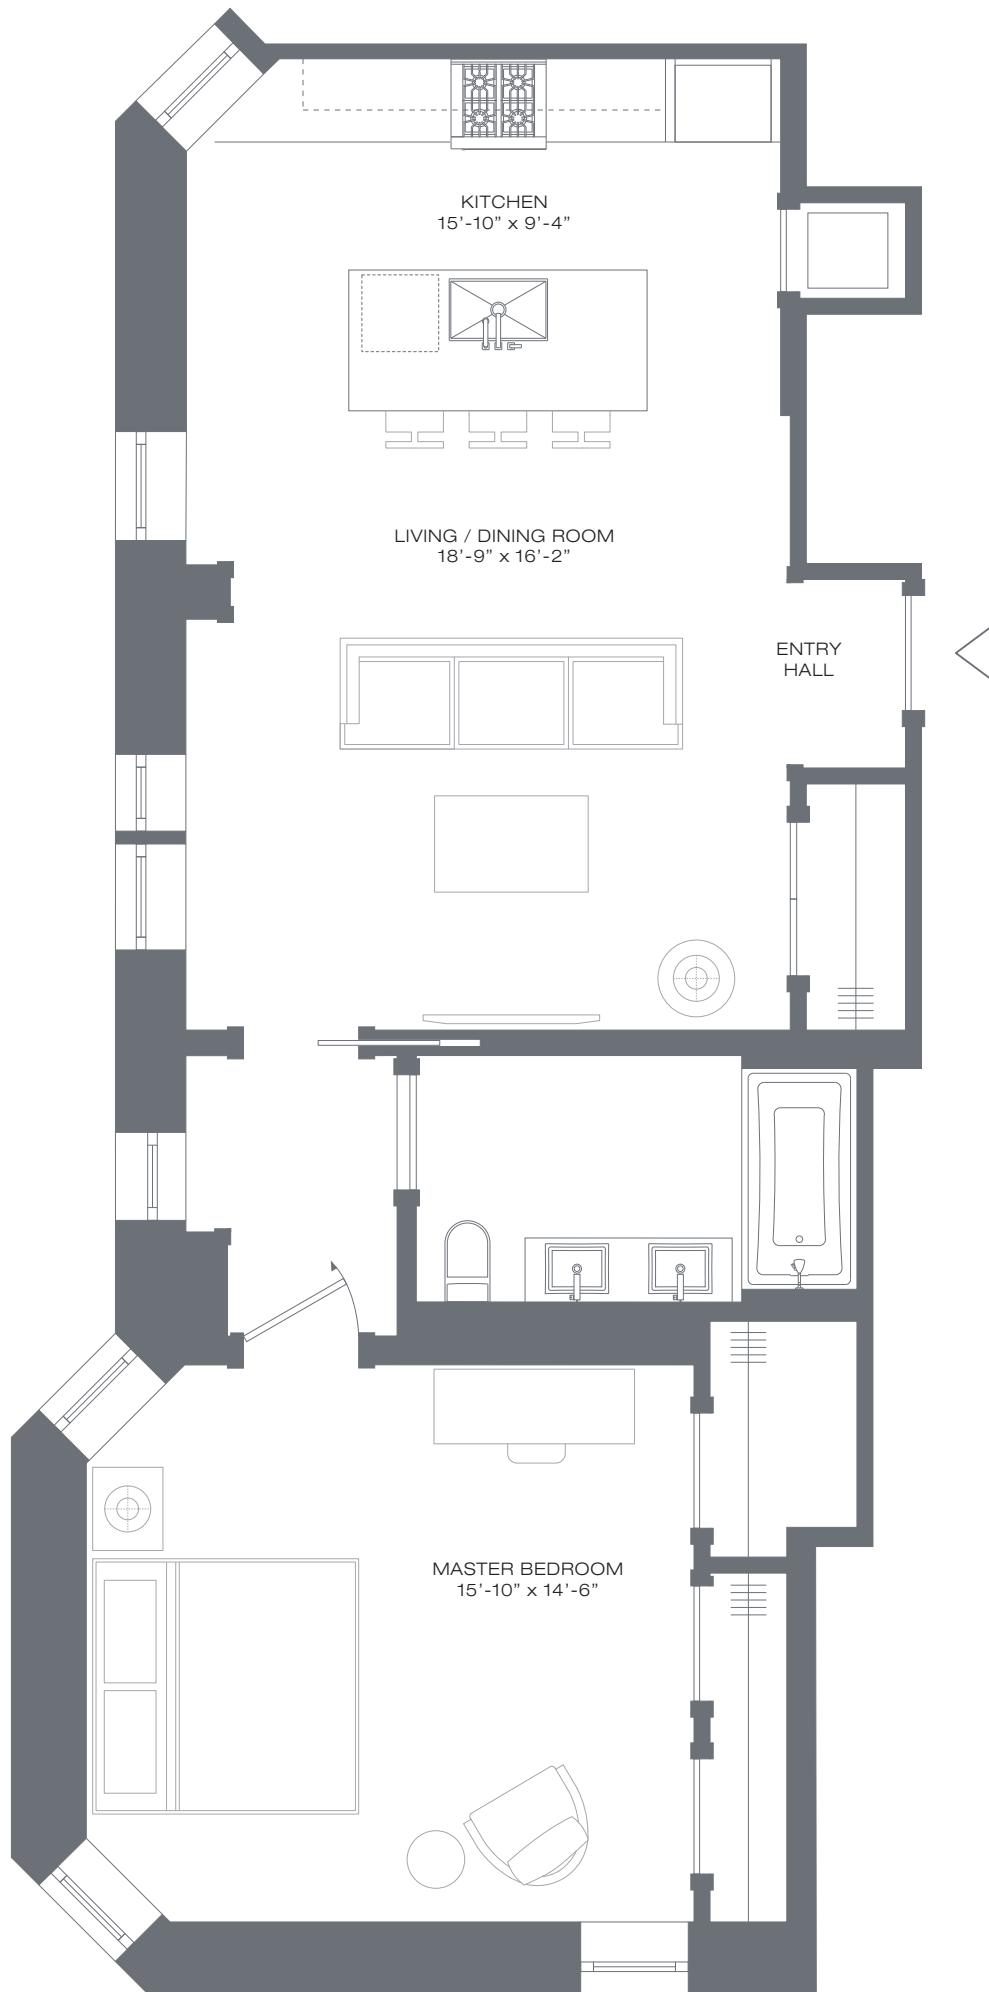 KITCHEN
15’-10” x 9’-4”
LIVING / DINING ROOM
18’-9” x 16’-2”
ENTRY
HALL
MASTER BEDROOM
15’-10” x 14’-6”